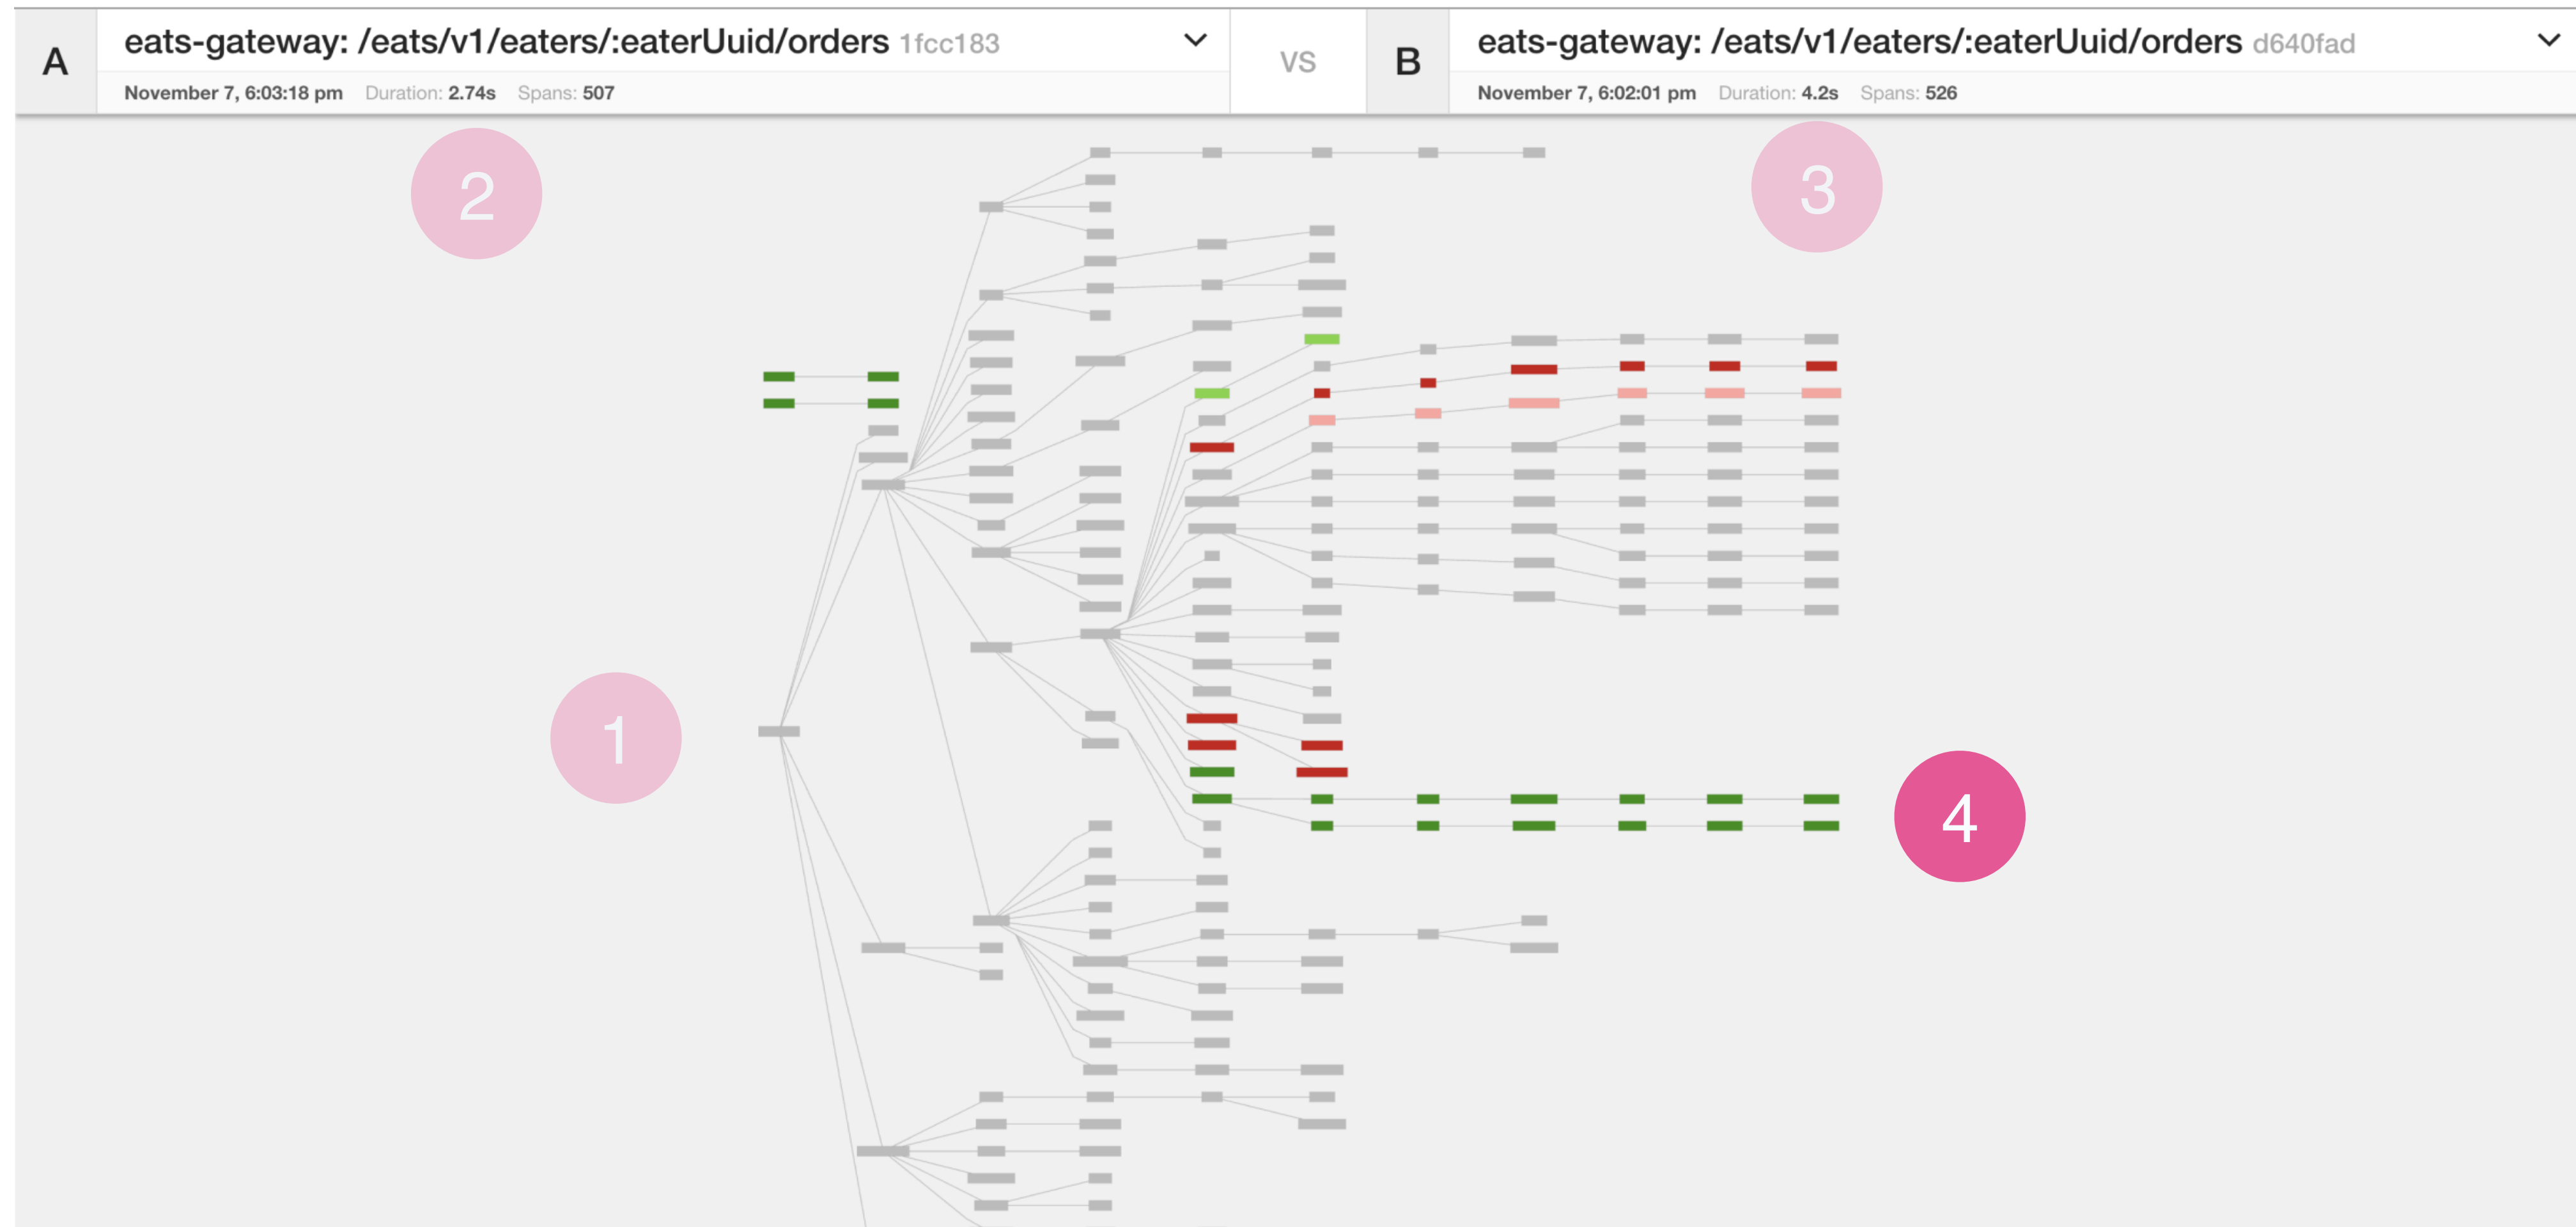 A
eats-gateway: /eats/v1/eaters/:eaterUuid/orders 1fcc183
November 7, 6:03:18 pm Duration: 2.74s Spans: 507
VS
B
eats-gateway: /eats/v1/eaters/:eaterUuid/orders d640fad
November 7, 6:02:01 pm Duration: 4.2s Spans: 526
2
3
1
4